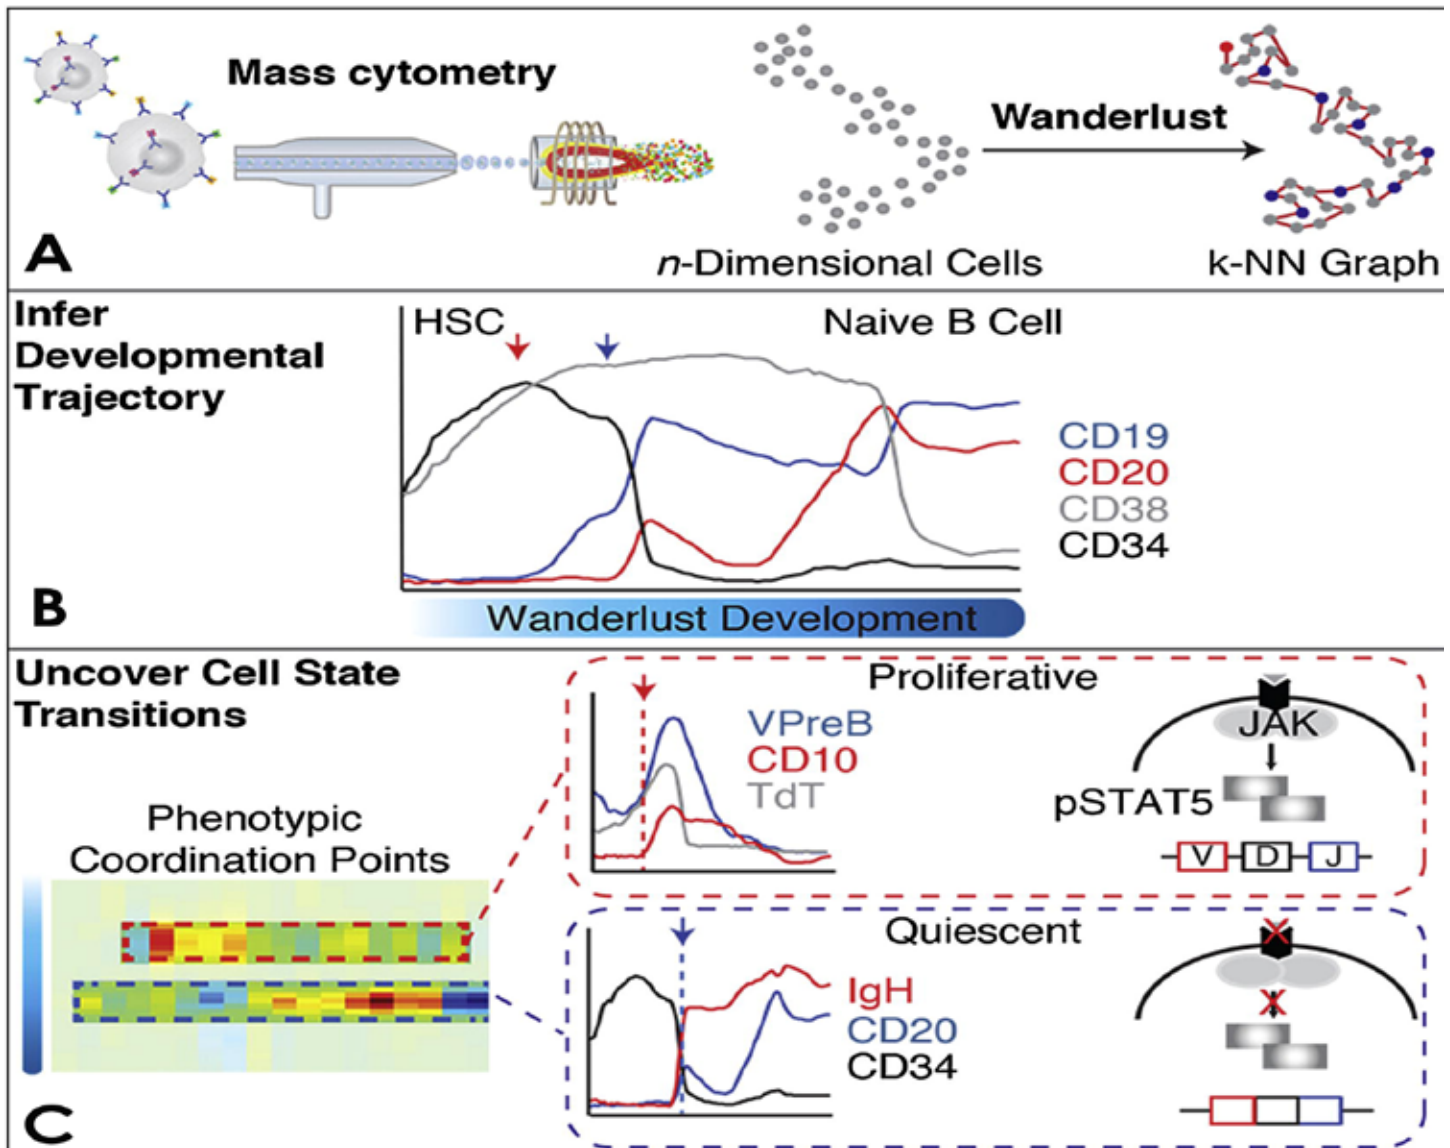 Mass cytometry
Wanderlust
n-Dimensional Cells
k-NN Graph
A
Infer
Developmental
Trajectory
HSC
Naive B Cell
CD19
CD20
CD38
CD34
Wanderlust Development
B
Uncover Cell State
Transitions
Phenotypic
Coordination Points
Proliferative
VPreB
CD10
TdT
JAK
pSTAT5
V D J
Quiescent
IgH
CD20
CD34
C